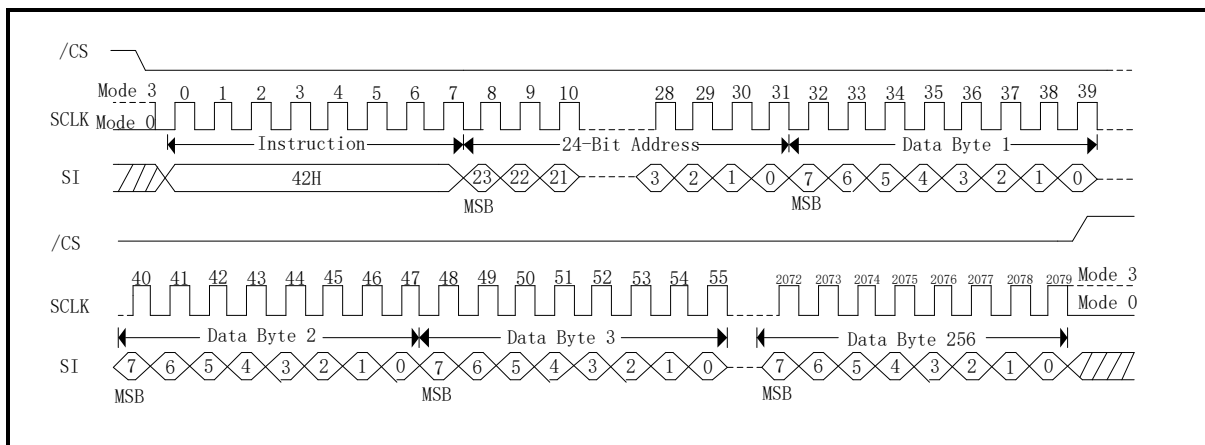 /CS
Mode 3 0 1 2 3 4 5 6 7 8 9 10 28 29 30 31 32 33 34 35 36 37 38 39
SCLK Mode 0
Instruction 24-Bit Address Data Byte 1
SI 42H 23 22 21 3 2 1 0 7 6 5 4 3 2 1 0
MSB MSB
/CS
40 41 42 43 44 45 46 47 48 49 50 51 52 53 54 55 2072 2073 2074 2075 2076 2077 2078 2079 Mode 3
SCLK Mode 0
Data Byte 2 Data Byte 3 Data Byte 256
SI 7 6 5 4 3 2 1 0 7 6 5 4 3 2 1 0 7 6 5 4 3 2 1 0
MSB MSB MSB